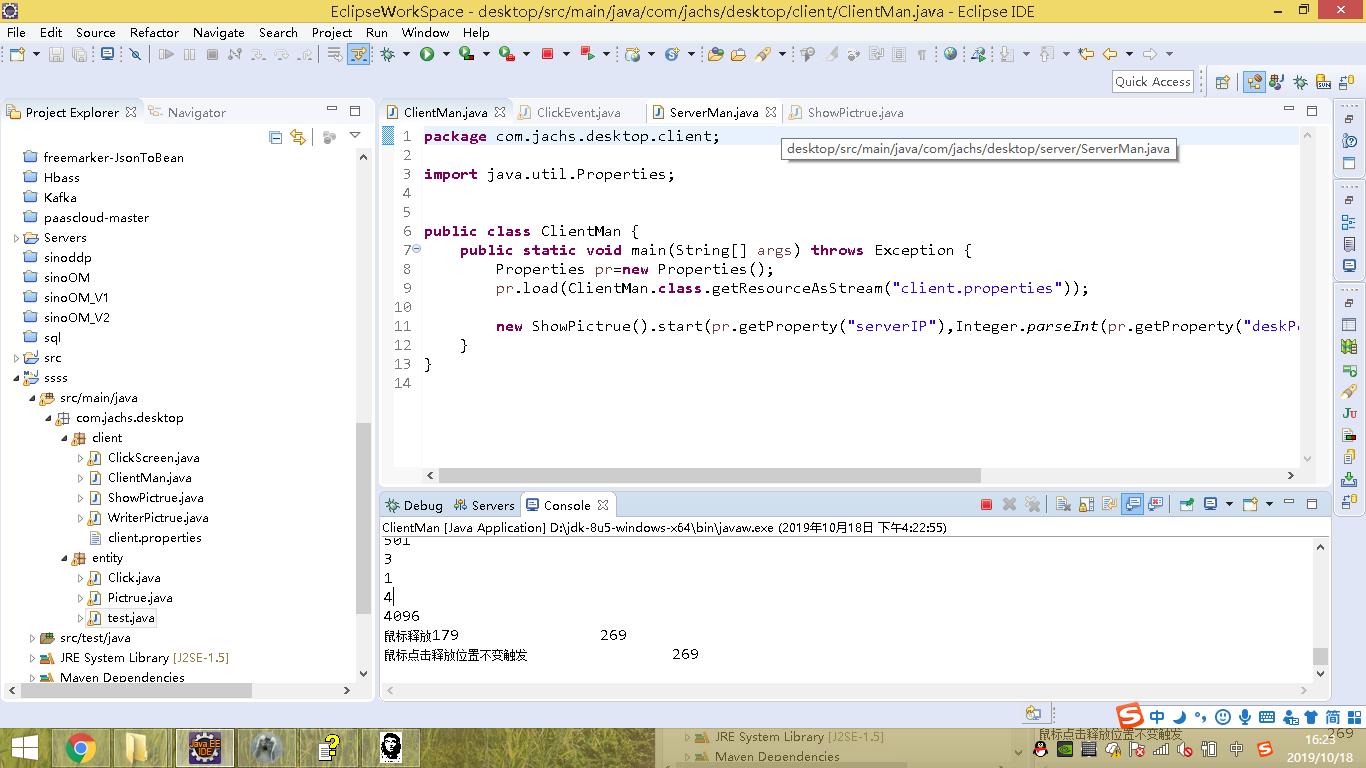 EclipseWorkSpace - desktop/src/main/java/com/jachs/desktop/client/ClientMan.java - Eclipse IDE
File Edit Source Refactor Navigate Search Project Run Window Help
Quick Access
Project Explorer Navigator
freemarker-JsonToBean
Hbass
Kafka
paascloud-master
Servers
sinoddp
sinoOM
sinoOM_V1
sinoOM_V2
sql
src
ssss
src/main/java
com.jachs.desktop
client
ClickScreen.java
ClientMan.java
ShowPictrue.java
WriterPictrue.java
client.properties
entity
Click.java
Pictrue.java
test.java
src/test/java
JRE System Library [J2SE-1.5]
Maven Dependencies
ClientMan.java ClickEvent.java ServerMan.java ShowPictrue.java
desktop/src/main/java/com/jachs/desktop/server/ServerMan.java
1 package com.jachs.desktop.client;
2
3 import java.util.Properties;
4
5
6 public class ClientMan {
7 public static void main(String[] args) throws Exception {
8 Properties pr=new Properties();
9 pr.load(ClientMan.class.getResourceAsStream("client.properties"));
10
11 new ShowPictrue().start(pr.getProperty("serverIP"),Integer.parseInt(pr.getProperty("deskPo
12 }
13 }
14
Debug Servers Console
ClientMan [Java Application] D:\jdk-8u5-windows-x64\bin\javaw.exe (2019年10月18日 下午4:22:55)
501
3
1
4
4096
鼠标释放179 269
鼠标点击释放位置不变触发 269
中 简
JRE System Library [J2SE-1.5]
Maven Dependencies
鼠标点击释放位置不变触发 269
中
16:23
2019/10/18